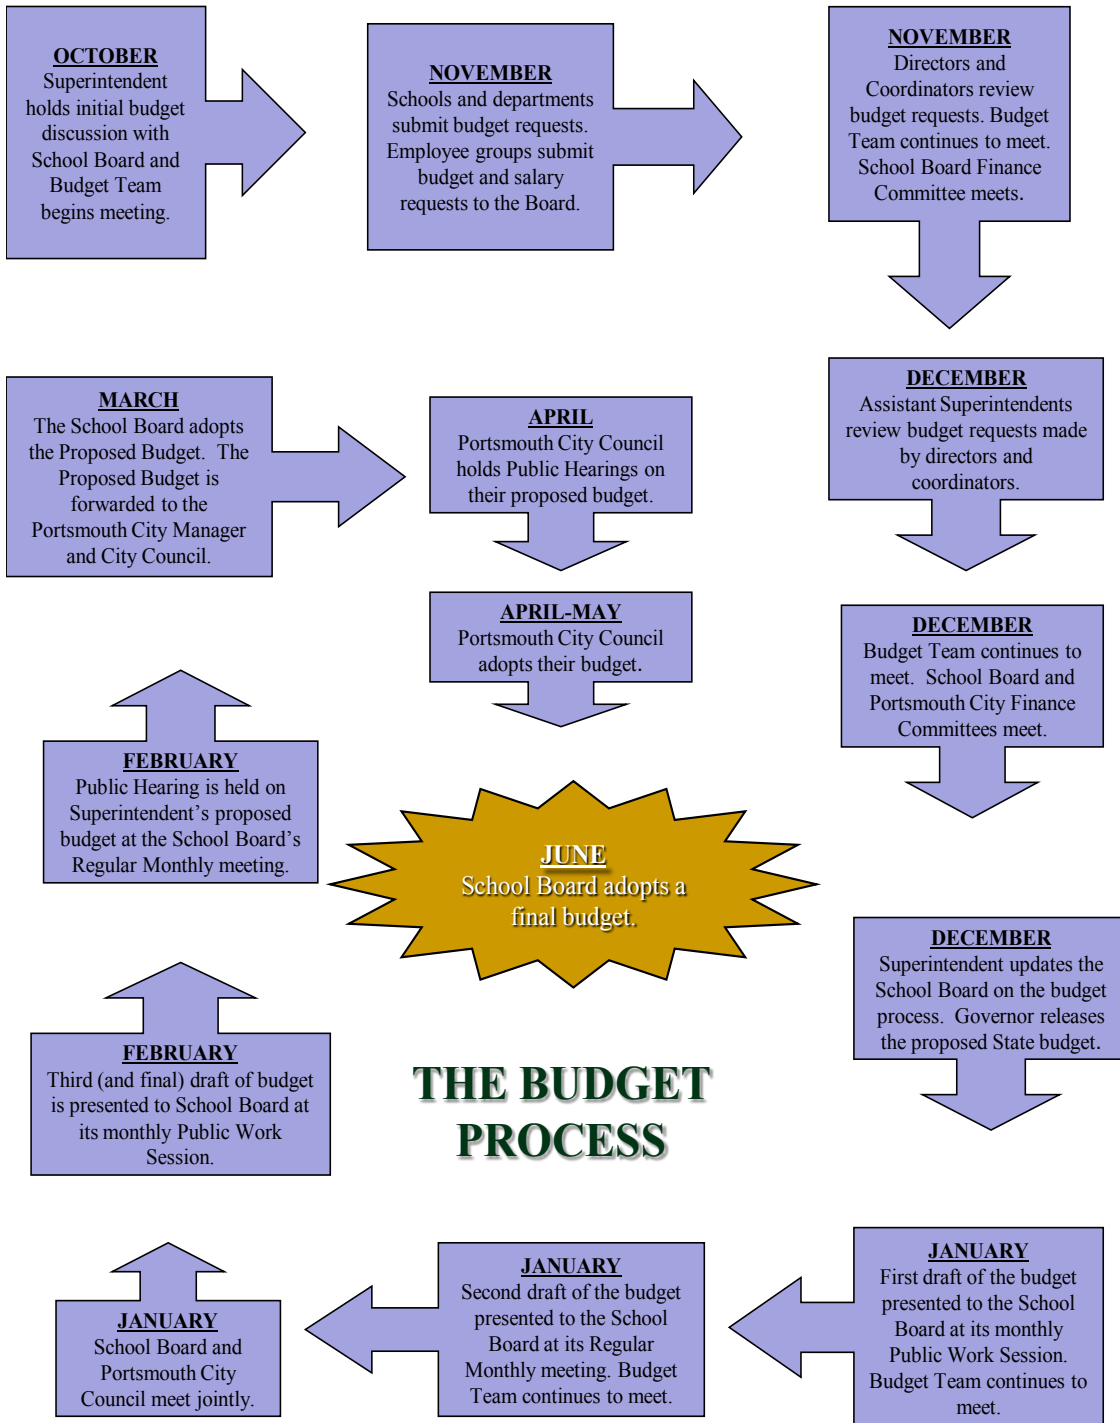 OCTOBER
Superintendent
holds initial budget
discussion with
School Board and
Budget Team
begins meeting.
NOVEMBER
Schools and departments
submit budget requests.
Employee groups submit
budget and salary
requests to the Board.
NOVEMBER
Directors and
Coordinators review
budget requests. Budget
Team continues to meet.
School Board Finance
Committee meets.
DECEMBER
Assistant Superintendents
review budget requests made
by directors and
coordinators.
DECEMBER
Budget Team continues to
meet.  School Board and
Portsmouth City Finance
Committees meet.
DECEMBER
Superintendent updates the
School Board on the budget
process.  Governor releases
the proposed State budget.
JANUARY
First draft of the budget
presented to the School
Board at its monthly
Public Work Session.
Budget Team continues to
meet.
JANUARY
Second draft of the budget
presented to the School
Board at its Regular
Monthly meeting. Budget
Team continues to meet.
JANUARY
School Board and
Portsmouth City
Council meet jointly.
FEBRUARY
Third (and final) draft of budget
is presented to School Board at
its monthly Public Work
Session.
FEBRUARY
Public Hearing is held on
Superintendent’s proposed
budget at the School Board’s
Regular Monthly meeting.
MARCH
The School Board adopts
the Proposed Budget.  The
Proposed Budget is
forwarded to the
Portsmouth City Manager
and City Council.
APRIL
Portsmouth City Council
holds Public Hearings on
their proposed budget.
APRIL-MAY
Portsmouth City Council
adopts their budget.
JUNE
School Board adopts a
final budget.
THE BUDGET
PROCESS